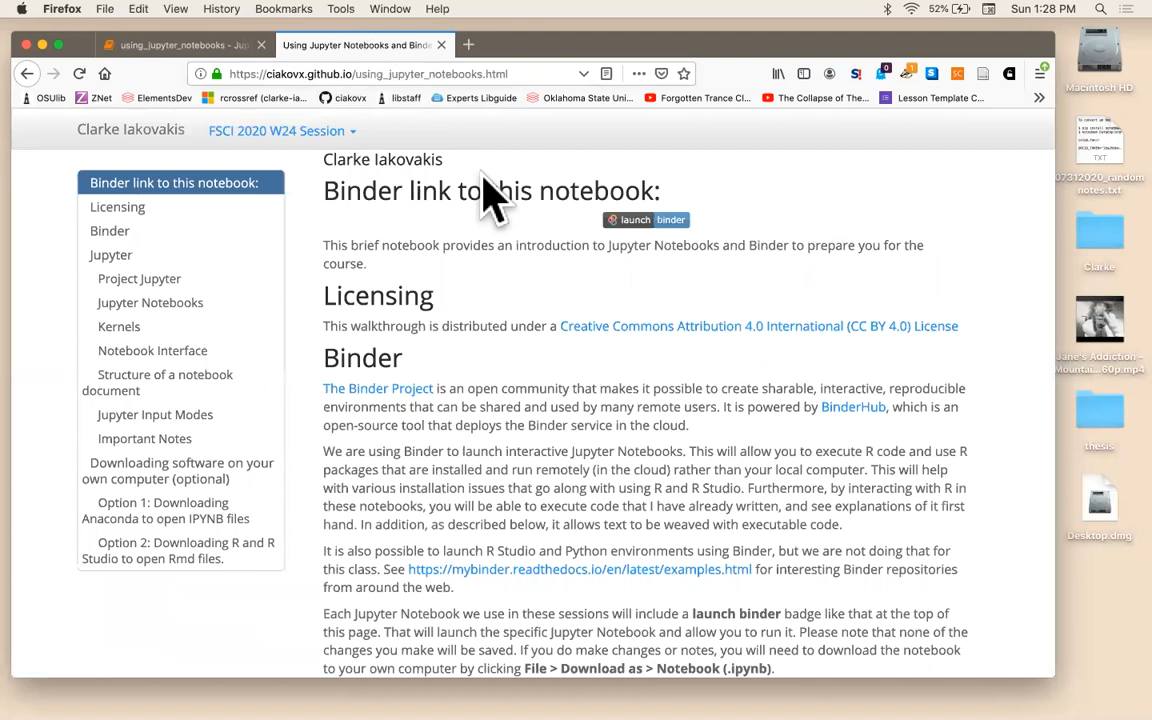 Firefox File Edit View History Bookmarks Tools Window Help 52% Sun 1:28 PM
using_jupyter_notebooks - Jup Using Jupyter Notebooks and Binde
https://ciakovx.github.io/using_jupyter_notebooks.html
OSUlib ZNet ElementsDev rcrossref (clarke-ia... ciakovx libstaff Experts Libguide Oklahoma State Uni... Forgotten Trance Cl... The Collapse of The... Lesson Template C...
Clarke Iakovakis FSCI 2020 W24 Session
Binder link to this notebook:
Licensing
Binder
Jupyter
Project Jupyter
Jupyter Notebooks
Kernels
Notebook Interface
Structure of a notebook
document
Jupyter Input Modes
Important Notes
Downloading software on your
own computer (optional)
Option 1: Downloading
Anaconda to open IPYNB files
Option 2: Downloading R and R
Studio to open Rmd files.
Clarke Iakovakis
Binder link to this notebook:
launch binder
This brief notebook provides an introduction to Jupyter Notebooks and Binder to prepare you for the
course.
Licensing
This walkthrough is distributed under a Creative Commons Attribution 4.0 International (CC BY 4.0) License
Binder
The Binder Project is an open community that makes it possible to create sharable, interactive, reproducible
environments that can be shared and used by many remote users. It is powered by BinderHub, which is an
open-source tool that deploys the Binder service in the cloud.
We are using Binder to launch interactive Jupyter Notebooks. This will allow you to execute R code and use R
packages that are installed and run remotely (in the cloud) rather than your local computer. This will help
with various installation issues that go along with using R and R Studio. Furthermore, by interacting with R in
these notebooks, you will be able to execute code that I have already written, and see explanations of it first
hand. In addition, as described below, it allows text to be weaved with executable code.
It is also possible to launch R Studio and Python environments using Binder, but we are not doing that for
this class. See https://mybinder.readthedocs.io/en/latest/examples.html for interesting Binder repositories
from around the web.
Each Jupyter Notebook we use in these sessions will include a launch binder badge like that at the top of
this page. That will launch the specific Jupyter Notebook and allow you to run it. Please note that none of the
changes you make will be saved. If you do make changes or notes, you will need to download the notebook
to your own computer by clicking File > Download as > Notebook (.ipynb).
Macintosh HD
TXT
07312020_random
notes.txt
Clarke
Jane's Addiction -
Mountai...60p.mp4
thesis
Desktop.dmg